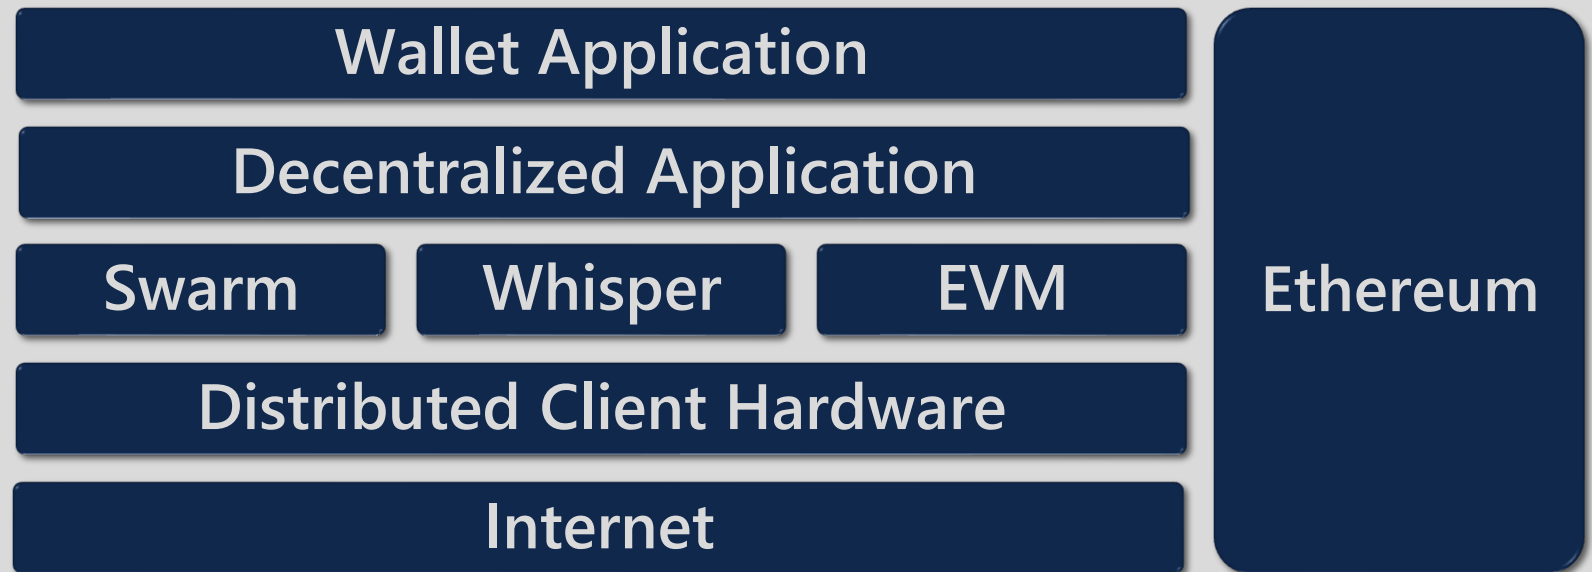 Wallet Application
Decentralized Application
Swarm Whisper EVM
Ethereum
Distributed Client Hardware
Internet